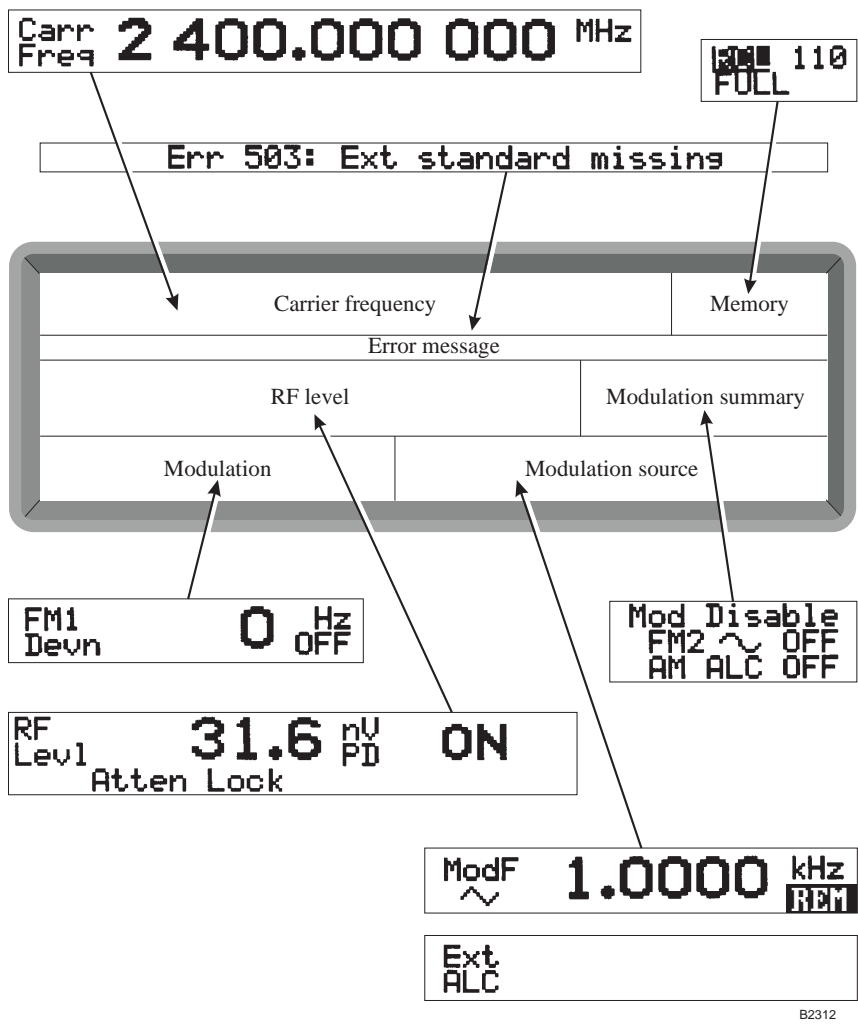 Carr Freq 2 400.000 000 MHz
110
FULL
Err 503: Ext standard missing
Carrier frequency
Memory
Error message
RF level
Modulation summary
Modulation
Modulation source
FM1 Devn 0 Hz OFF
Mod Disable
FM2 ∿ OFF
AM ALC OFF
RF Levl 31.6 nV PD ON
Atten Lock
ModF ∿ 1.0000 kHz REM
Ext
ALC
B2312